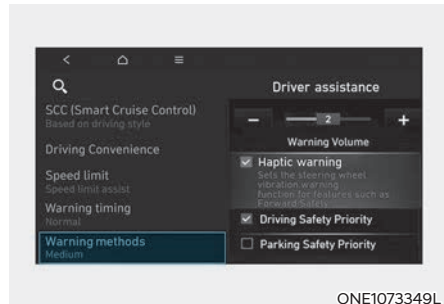 Driver assistance
SCC (Smart Cruise Control)
Based on driving style
Driving Convenience
Speed limit
Speed limit assist
Warning timing
Normal
Warning methods
Medium
− 2 +
Warning Volume
Haptic warning
Sets the steering wheel
vibration warning
function for features such as
Forward Safety.
Driving Safety Priority
Parking Safety Priority
ONE1073349L